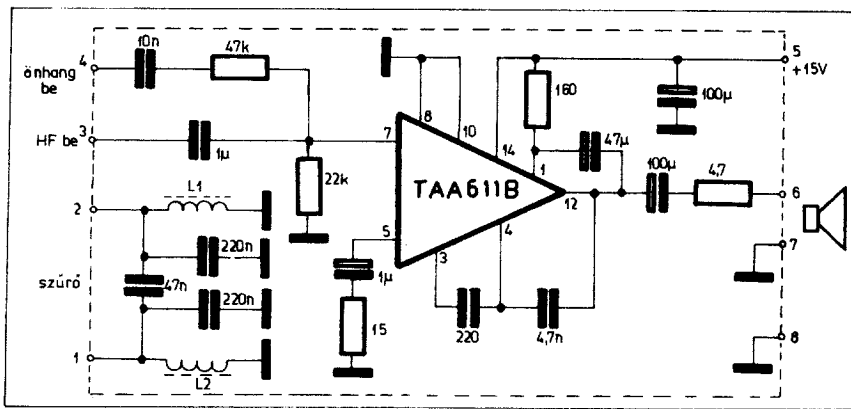 4
10n
47k
önhang
be
3
HF be
1µ
7
22k
8
10
14
160
1
47µ
100µ
5
+15V
100µ
4,7
6
TAA611B
12
7
2
L1
220n
szűrő
47n
220n
5
1µ
15
3
4
220
4,7n
8
1
L2